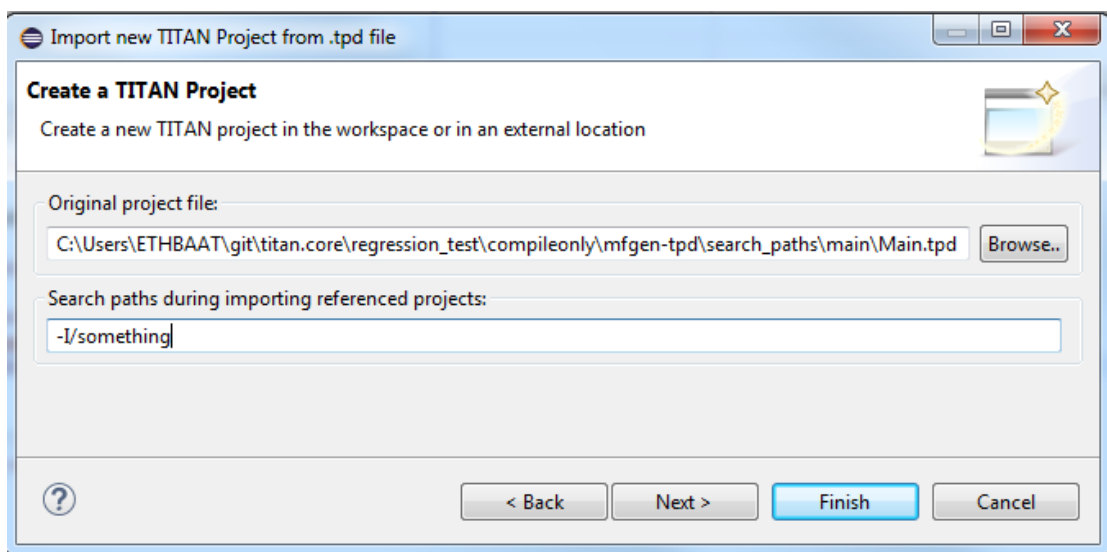 Import new TITAN Project from .tpd file
Create a TITAN Project
Create a new TITAN project in the workspace or in an external location
Original project file:
C:\Users\ETHBAAT\git\titan.core\regression_test\compileonly\mfgen-tpd\search_paths\main\Main.tpd Browse..
Search paths during importing referenced projects:
-I/something
? < Back Next > Finish Cancel